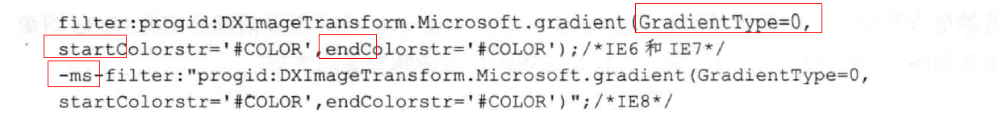 filter:progid:DXImageTransform.Microsoft.gradient(GradientType=0,
startColorstr='#COLOR',endColorstr='#COLOR');/*IE6 和 IE7*/
-ms-filter:"progid:DXImageTransform.Microsoft.gradient(GradientType=0,
startColorstr='#COLOR',endColorstr='#COLOR')";/*IE8*/